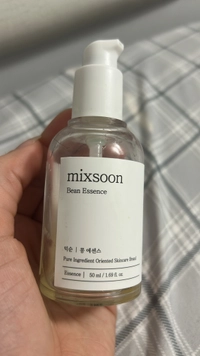 mixsoon
Bean Essence
믹순 | 콩 에센스
Pure Ingredient Oriented Skincare Brand
Essence | 50 ml / 1.69 fl. oz.